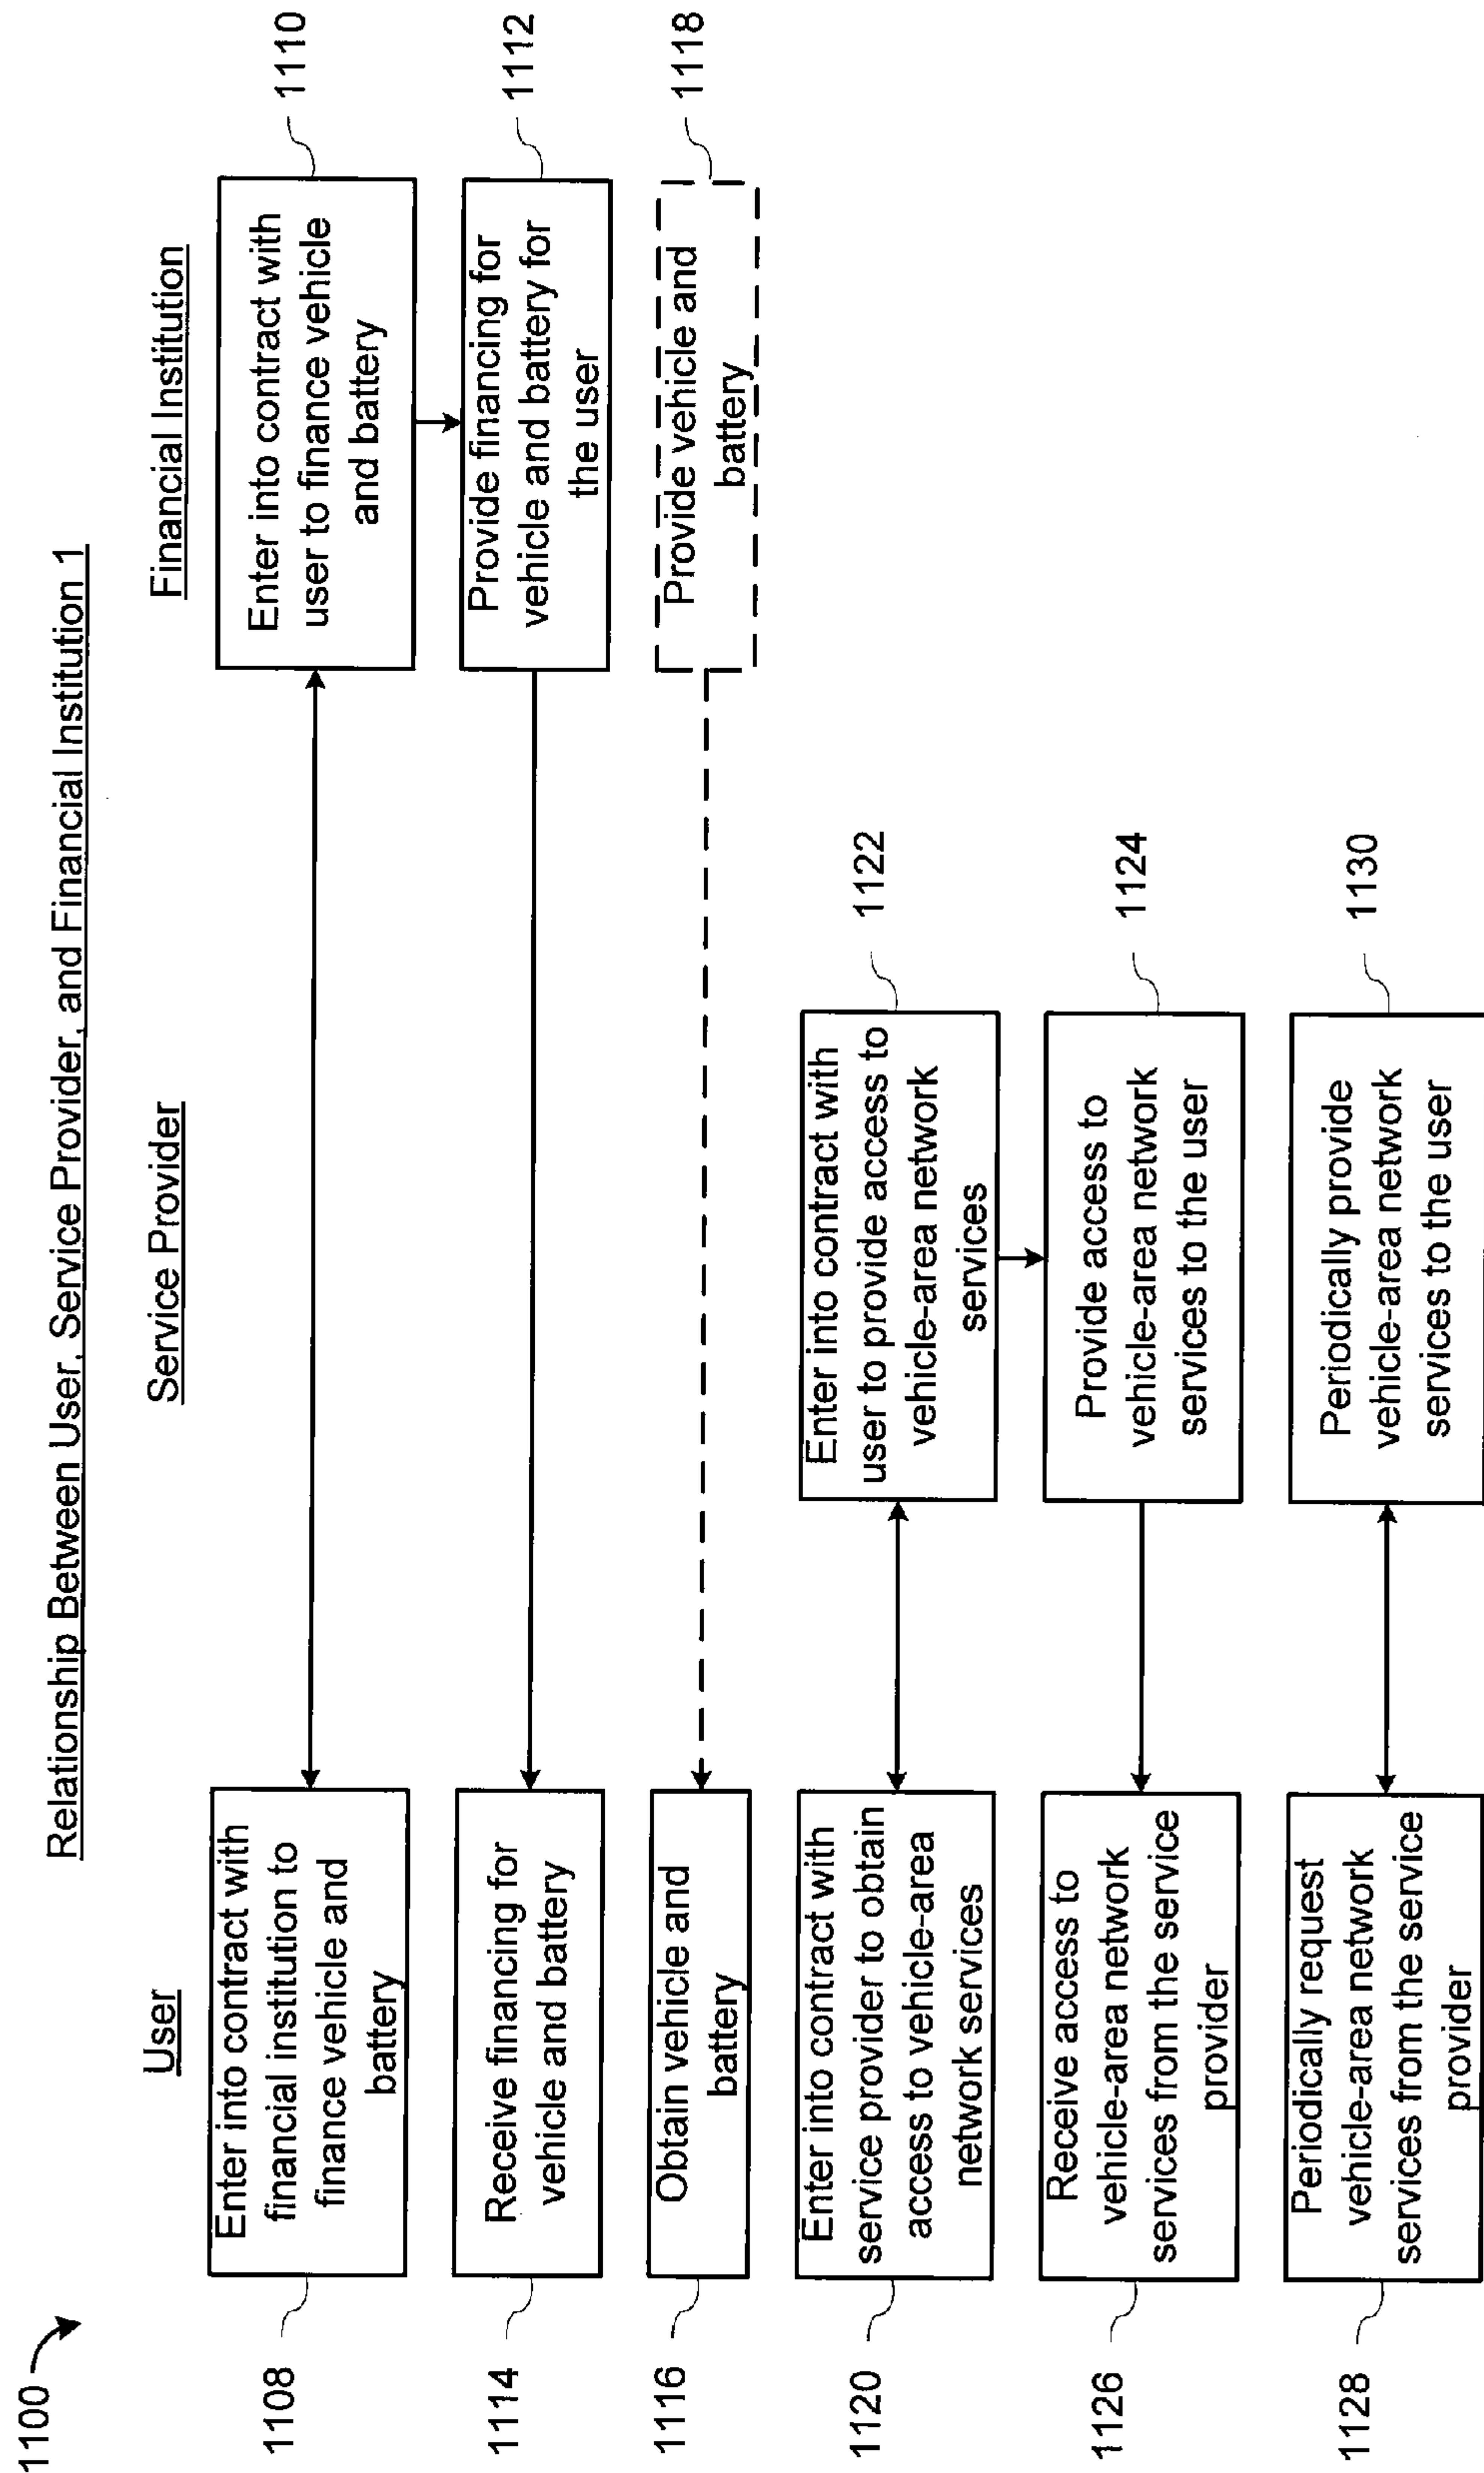 1100
Relationship Between User, Service Provider, and Financial Institution 1
User
Service Provider
Financial Institution
1108
Enter into contract with
financial institution to
finance vehicle and
battery
Enter into contract with
user to finance vehicle
and battery
1110
1114
Receive financing for
vehicle and battery
Provide financing for
vehicle and battery for
the user
1112
1116
Obtain vehicle and
battery
Provide vehicle and
battery
1118
1120
Enter into contract with
service provider to obtain
access to vehicle-area
network services
Enter into contract with
user to provide access to
vehicle-area network
services
1122
1126
Receive access to
vehicle-area network
services from the service
provider
Provide access to
vehicle-area network
services to the user
1124
1128
Periodically request
vehicle-area network
services from the service
provider
Periodically provide
vehicle-area network
services to the user
1130